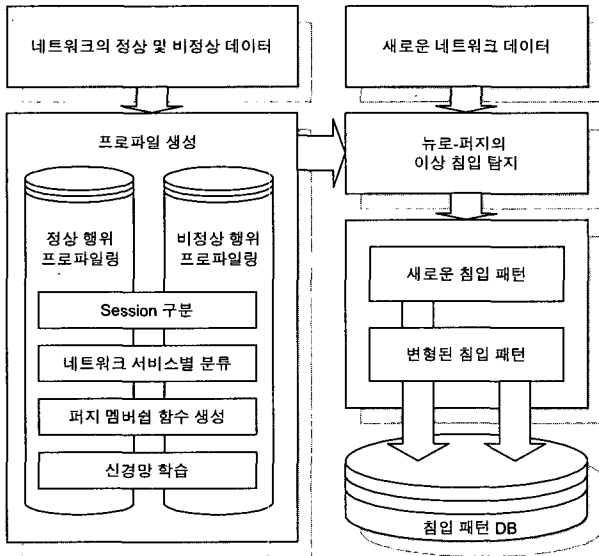 네트워크의 정상 및 비정상 데이터
프로파일 생성
정상 행위
프로파일링
비정상 행위
프로파일링
Session 구분
네트워크 서비스별 분류
퍼지 멤버쉽 함수 생성
신경망 학습
새로운 네트워크 데이터
뉴로-퍼지의
이상 침입 탐지
새로운 침입 패턴
변형된 침입 패턴
침입 패턴 DB